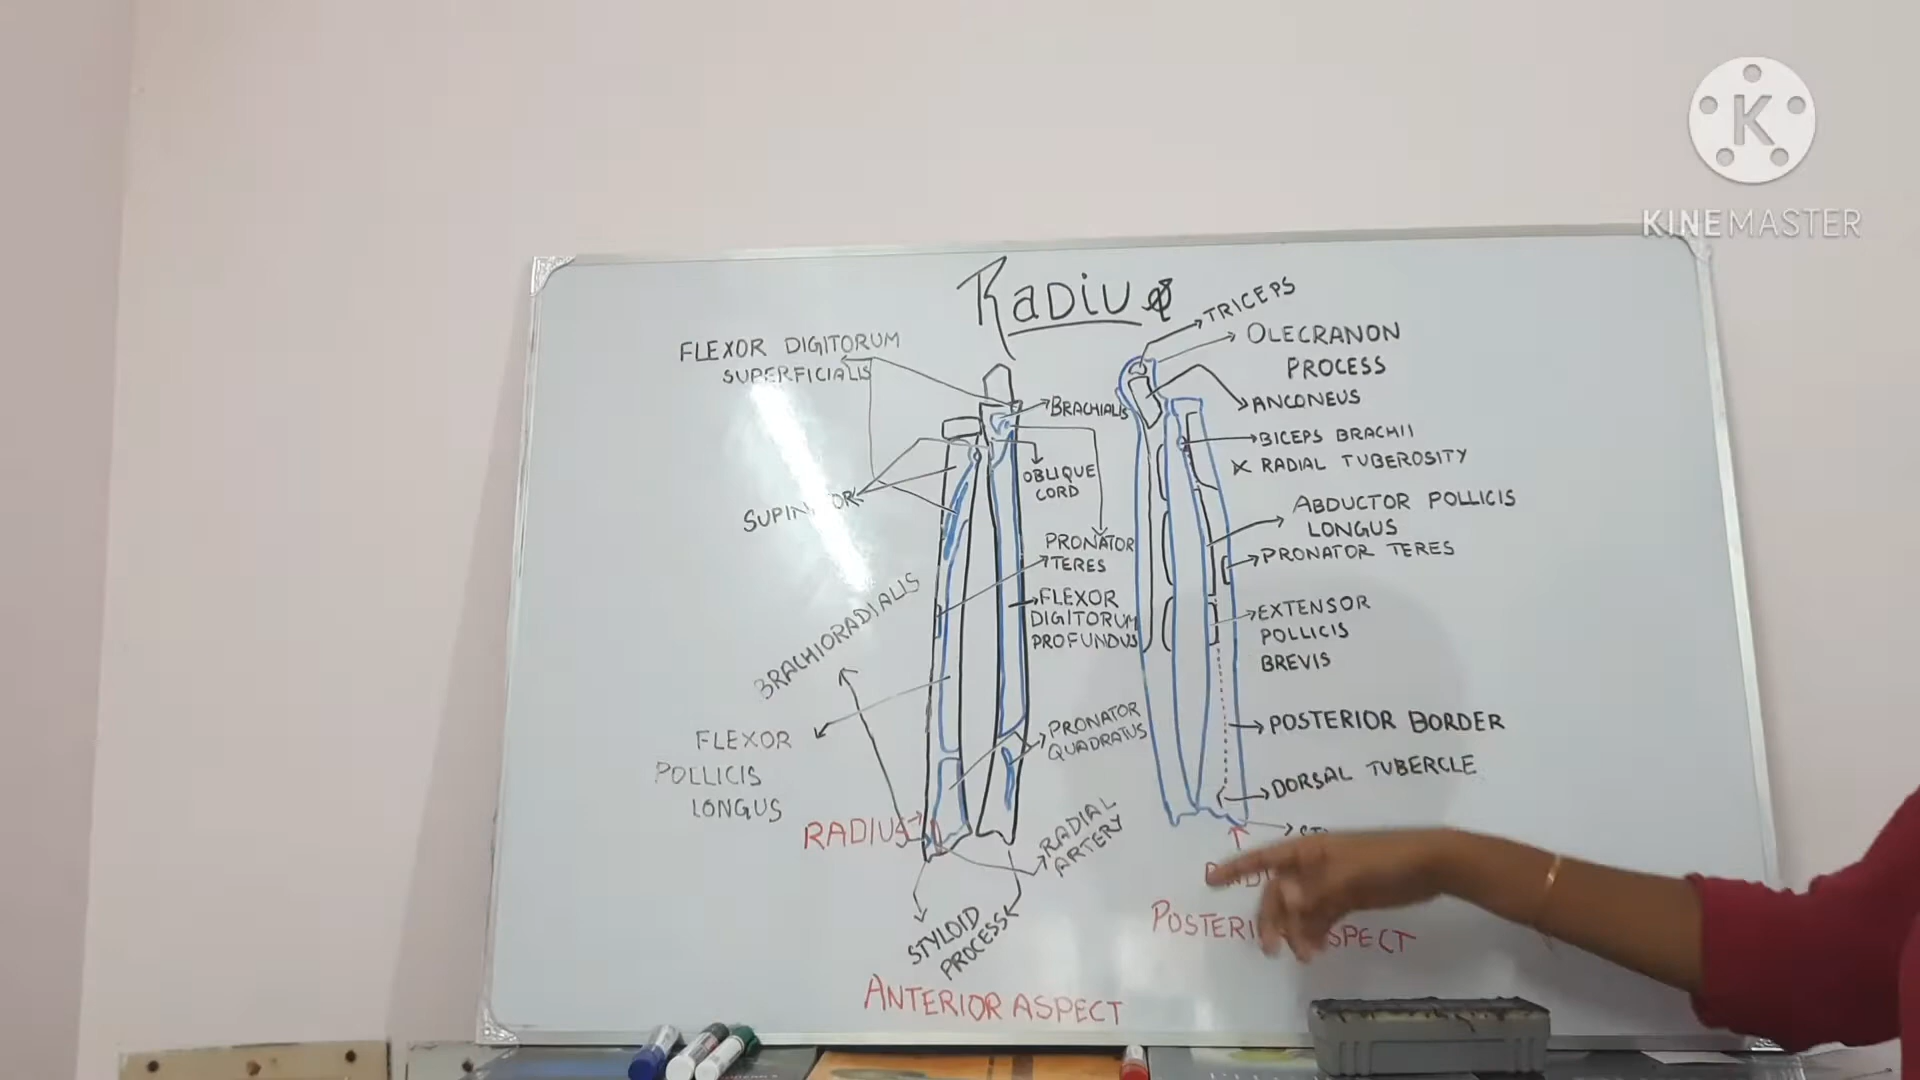 K
KINEMASTER
Radius
FLEXOR DIGITORUM
SUPERFICIALIS
BRACHIALIS
OBLIQUE
CORD
PRONATOR
TERES
BRACHIORADIALIS
FLEXOR
DIGITORUM
PROFUNDUS
FLEXOR
POLLICIS
LONGUS
PRONATOR
QUADRATUS
RADIUS
RADIAL
ARTERY
STYLOID
PROCESS
ANTERIOR ASPECT
TRICEPS
OLECRANON
PROCESS
ANCONEUS
BICEPS BRACHII
X RADIAL TUBEROSITY
ABDUCTOR POLLICIS
LONGUS
PRONATOR TERES
EXTENSOR
POLLICIS
BREVIS
POSTERIOR BORDER
DORSAL TUBERCLE